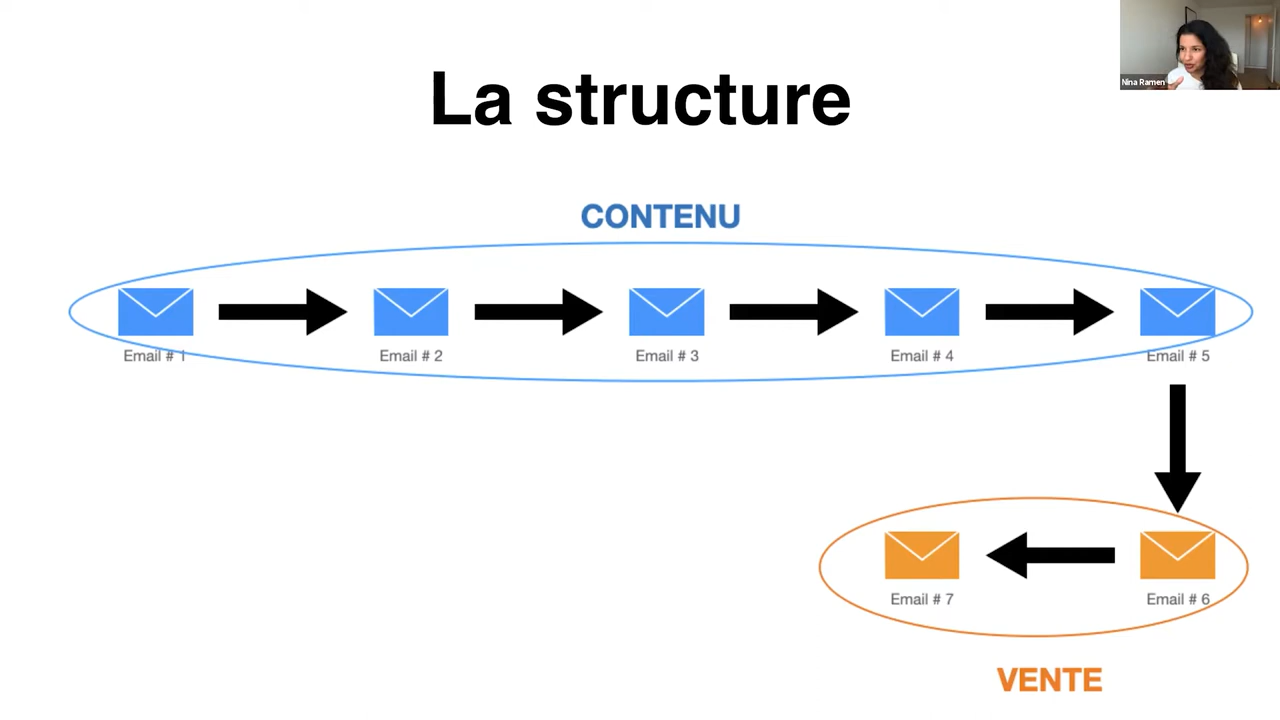 Nina Ramen
La structure
CONTENU
Email # 1
Email # 2
Email # 3
Email # 4
Email # 5
Email # 7
Email # 6
VENTE